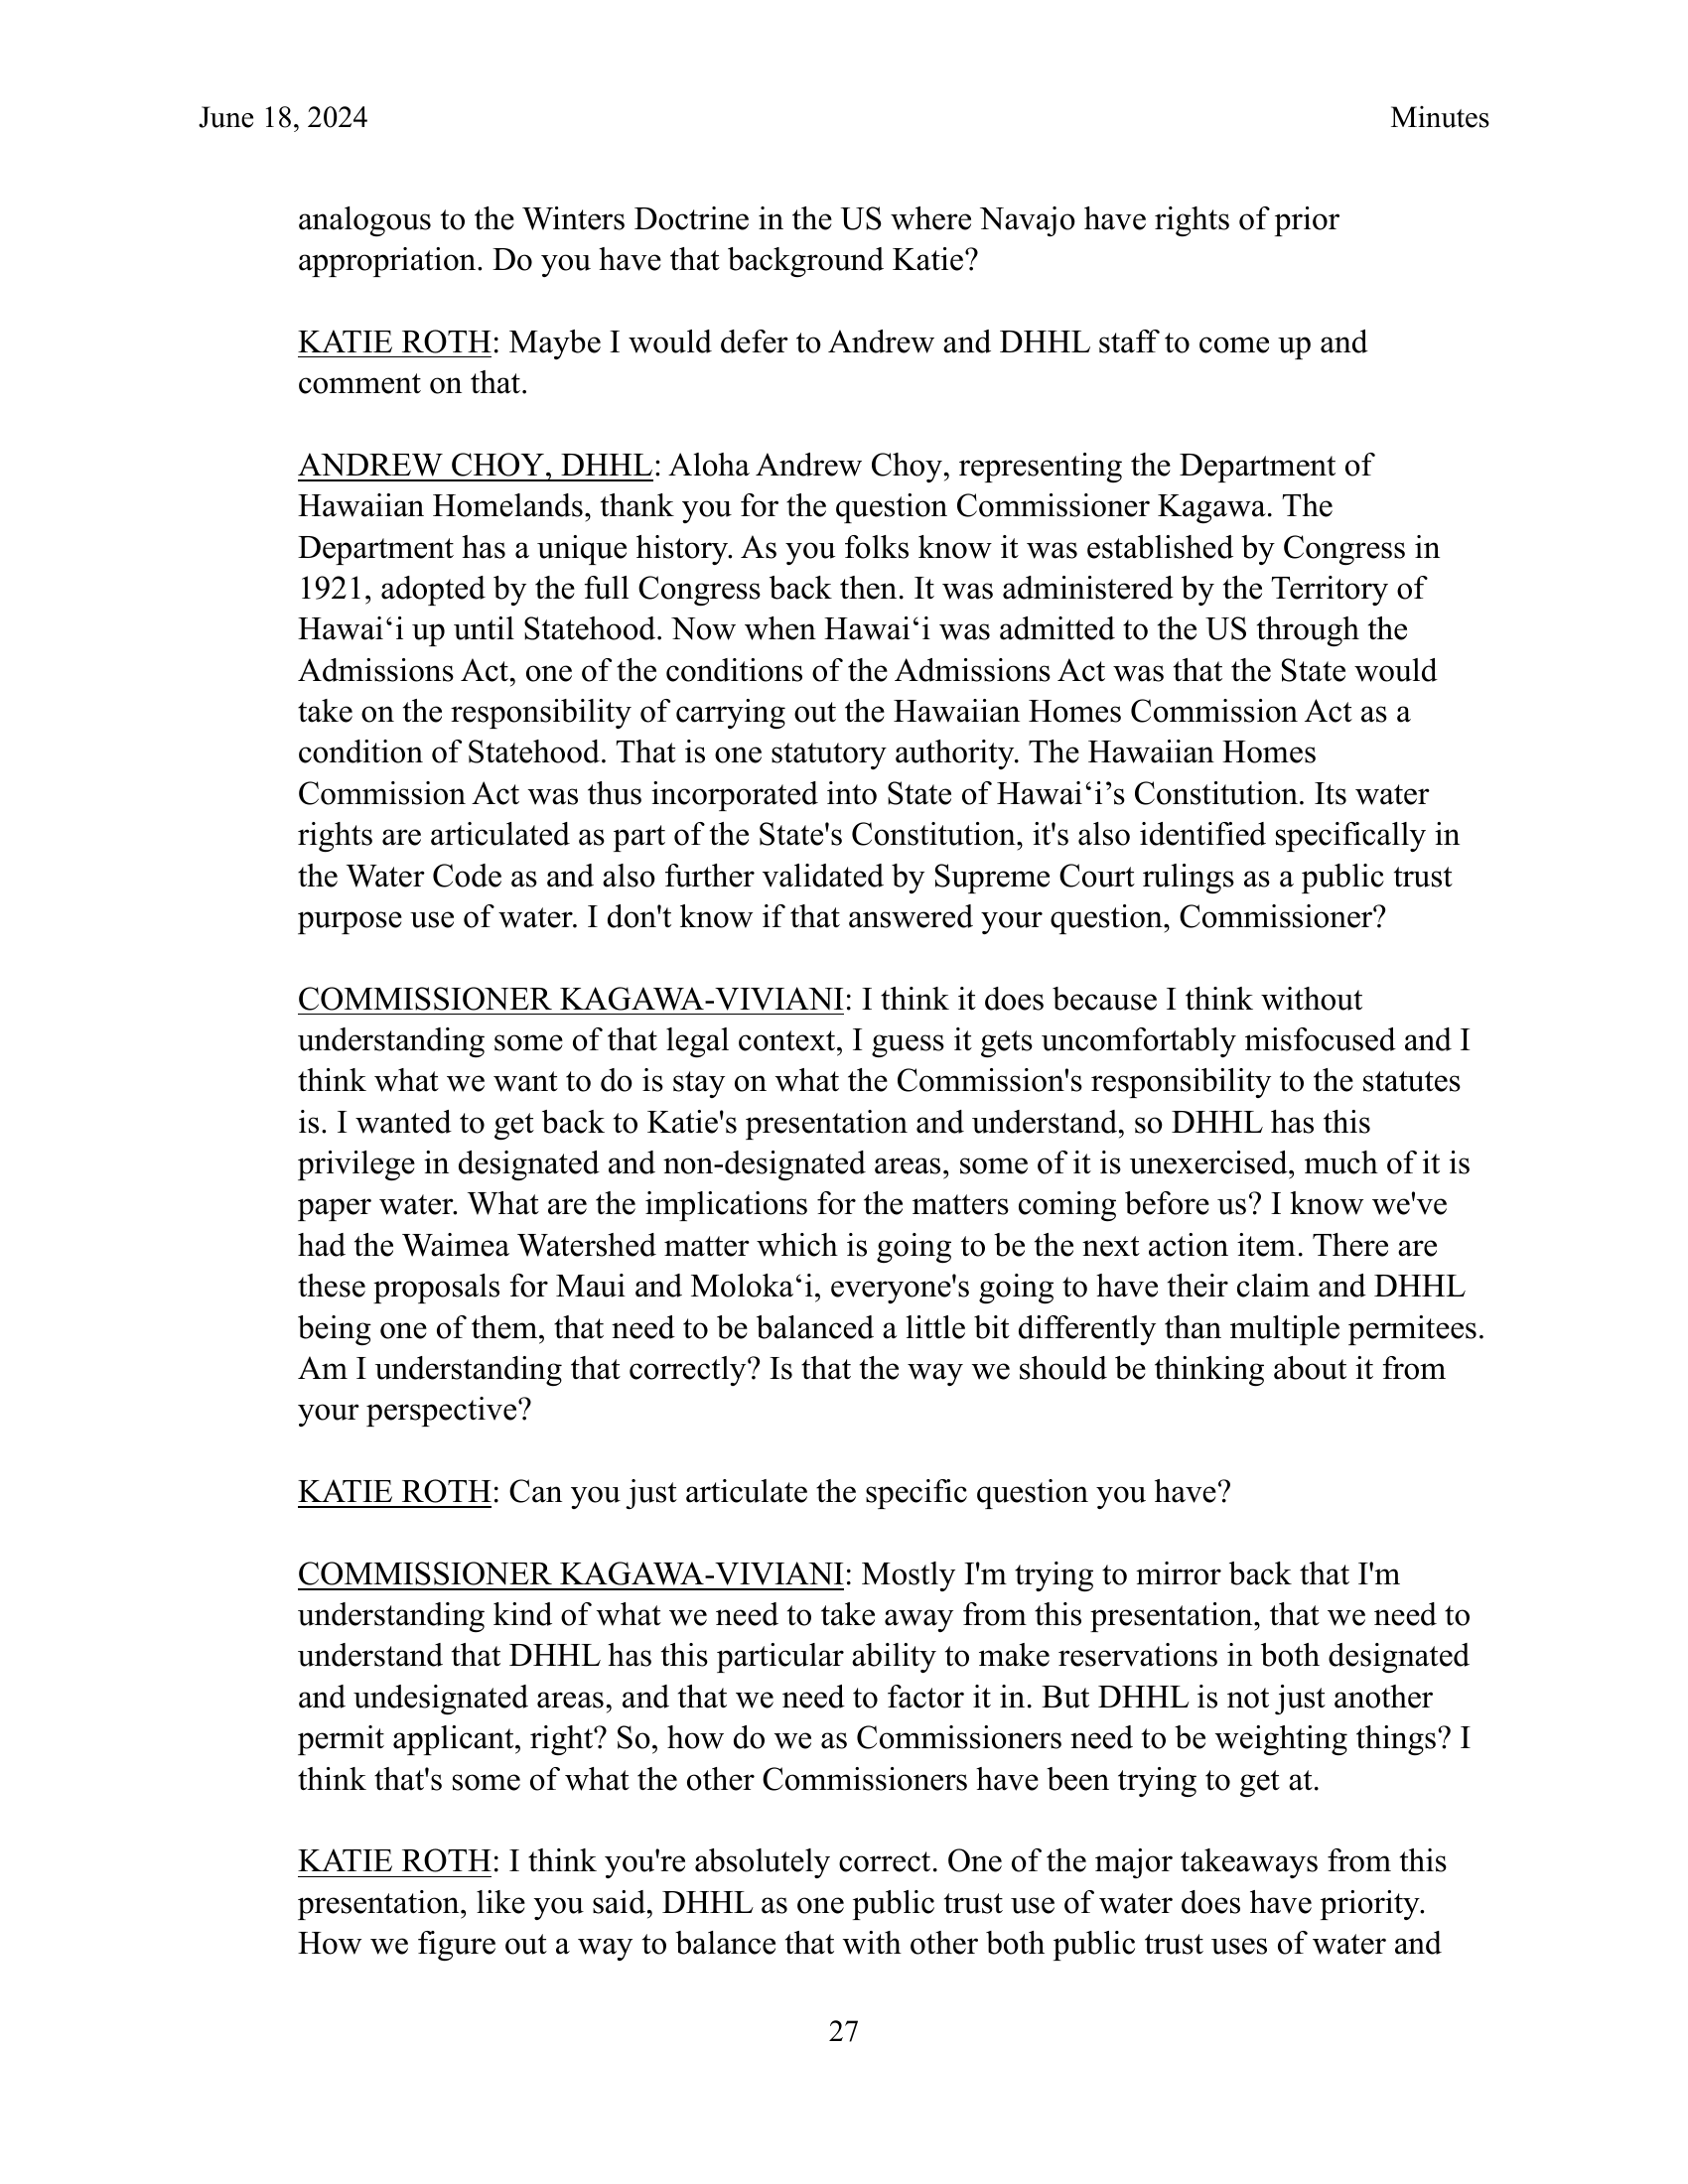 June 18, 2024 Minutes
analogous to the Winters Doctrine in the US where Navajo have rights of prior
appropriation. Do you have that background Katie?
KATIE ROTH: Maybe I would defer to Andrew and DHHL staff to come up and
comment on that.
ANDREW CHOY, DHHL: Aloha Andrew Choy, representing the Department of
Hawaiian Homelands, thank you for the question Commissioner Kagawa. The
Department has a unique history. As you folks know it was established by Congress in
1921, adopted by the full Congress back then. It was administered by the Territory of
Hawai‘i up until Statehood. Now when Hawai‘i was admitted to the US through the
Admissions Act, one of the conditions of the Admissions Act was that the State would
take on the responsibility of carrying out the Hawaiian Homes Commission Act as a
condition of Statehood. That is one statutory authority. The Hawaiian Homes
Commission Act was thus incorporated into State of Hawai‘i’s Constitution. Its water
rights are articulated as part of the State's Constitution, it's also identified specifically in
the Water Code as and also further validated by Supreme Court rulings as a public trust
purpose use of water. I don't know if that answered your question, Commissioner?
COMMISSIONER KAGAWA-VIVIANI: I think it does because I think without
understanding some of that legal context, I guess it gets uncomfortably misfocused and I
think what we want to do is stay on what the Commission's responsibility to the statutes
is. I wanted to get back to Katie's presentation and understand, so DHHL has this
privilege in designated and non-designated areas, some of it is unexercised, much of it is
paper water. What are the implications for the matters coming before us? I know we've
had the Waimea Watershed matter which is going to be the next action item. There are
these proposals for Maui and Moloka‘i, everyone's going to have their claim and DHHL
being one of them, that need to be balanced a little bit differently than multiple permitees.
Am I understanding that correctly? Is that the way we should be thinking about it from
your perspective?
KATIE ROTH: Can you just articulate the specific question you have?
COMMISSIONER KAGAWA-VIVIANI: Mostly I'm trying to mirror back that I'm
understanding kind of what we need to take away from this presentation, that we need to
understand that DHHL has this particular ability to make reservations in both designated
and undesignated areas, and that we need to factor it in. But DHHL is not just another
permit applicant, right? So, how do we as Commissioners need to be weighting things? I
think that's some of what the other Commissioners have been trying to get at.
KATIE ROTH: I think you're absolutely correct. One of the major takeaways from this
presentation, like you said, DHHL as one public trust use of water does have priority.
How we figure out a way to balance that with other both public trust uses of water and
27